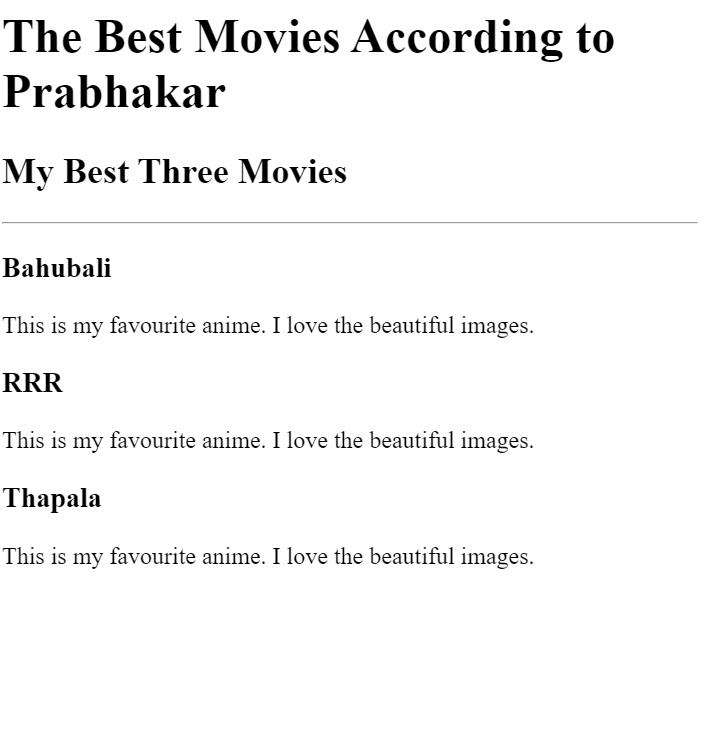 The Best Movies According to
Prabhakar
My Best Three Movies
Bahubali
This is my favourite anime. I love the beautiful images.
RRR
This is my favourite anime. I love the beautiful images.
Thapala
This is my favourite anime. I love the beautiful images.